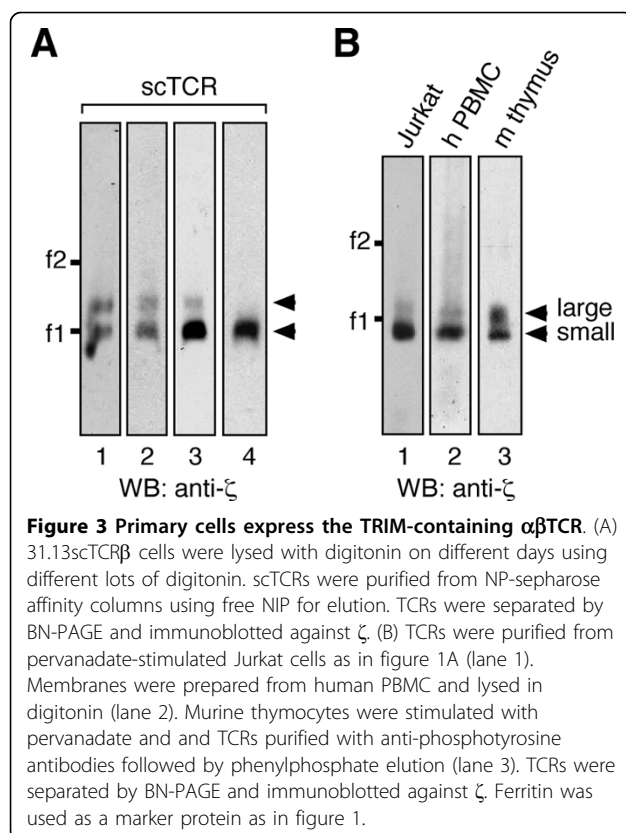 A
B
scTCR
Jurkat
h PBMC
m thymus
f2
f1
f2
f1
large
small
1 2 3 4
1 2 3
WB: anti-ζ
WB: anti-ζ
Figure 3 Primary cells express the TRIM-containing αβTCR. (A)
31.13scTCRβ cells were lysed with digitonin on different days using
different lots of digitonin. scTCRs were purified from NP-sepharose
affinity columns using free NIP for elution. TCRs were separated by
BN-PAGE and immunoblotted against ζ. (B) TCRs were purified from
pervanadate-stimulated Jurkat cells as in figure 1A (lane 1).
Membranes were prepared from human PBMC and lysed in
digitonin (lane 2). Murine thymocytes were stimulated with
pervanadate and and TCRs purified with anti-phosphotyrosine
antibodies followed by phenylphosphate elution (lane 3). TCRs were
separated by BN-PAGE and immunoblotted against ζ. Ferritin was
used as a marker protein as in figure 1.